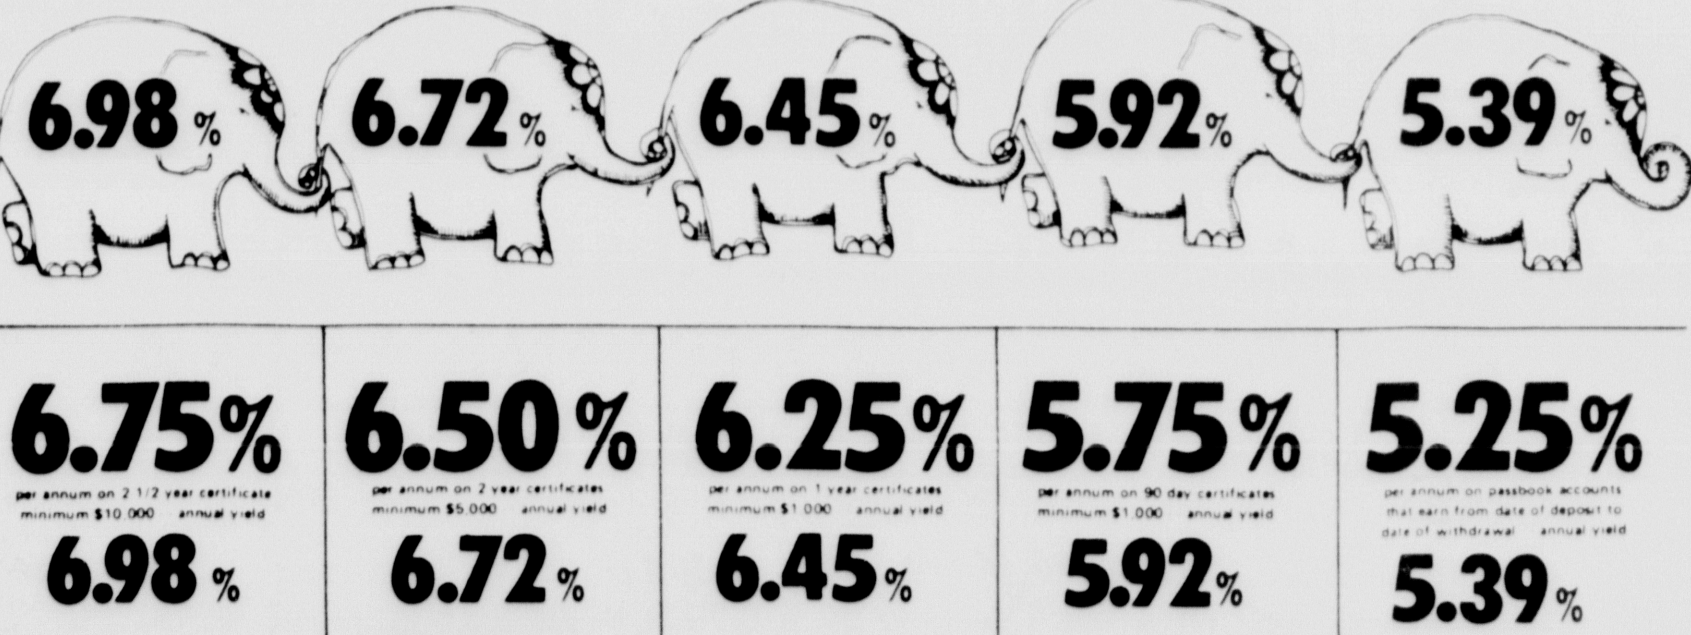 6.98 %
6.72 %
6.45 %
5.92 %
5.39 %
6.75%
per annum on 2 1/2 year certificate
minimum $10.000 annual yield
6.98 %
6.50 %
per annum on 2 year certificates
minimum $5.000 annual yield
6.72 %
6.25%
per annum on 1 year certificates
minimum $1.000 annual yield
6.45 %
5.75%
per annum on 90 day certificates
minimum $1.000 annual yield
5.92%
5.25%
per annum on passbook accounts
that earn from date of deposit to
date of withdrawal annual yield
5.39 %